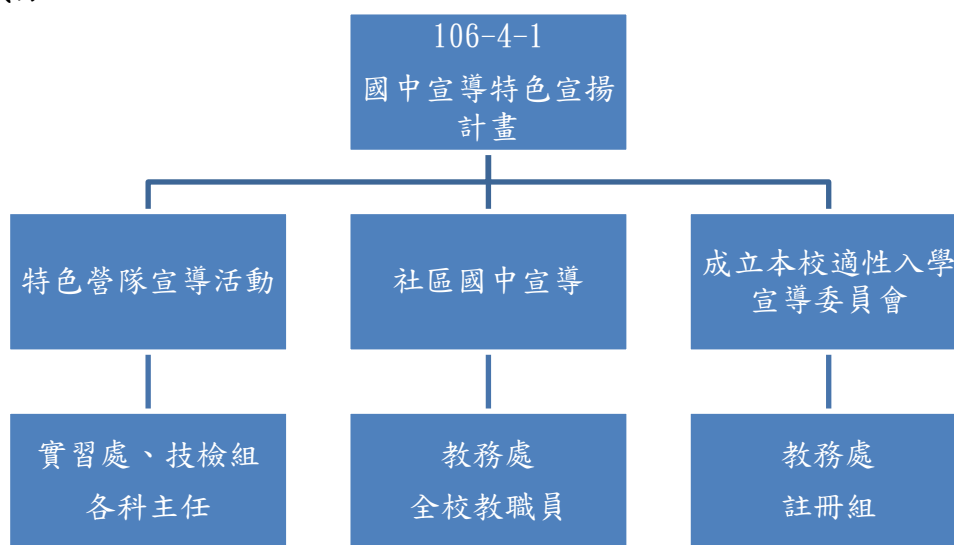 106-4-1
國中宣導特色宣揚
計畫
特色營隊宣導活動
社區國中宣導
成立本校適性入學
宣導委員會
實習處、技檢組
各科主任
教務處
全校教職員
教務處
註冊組